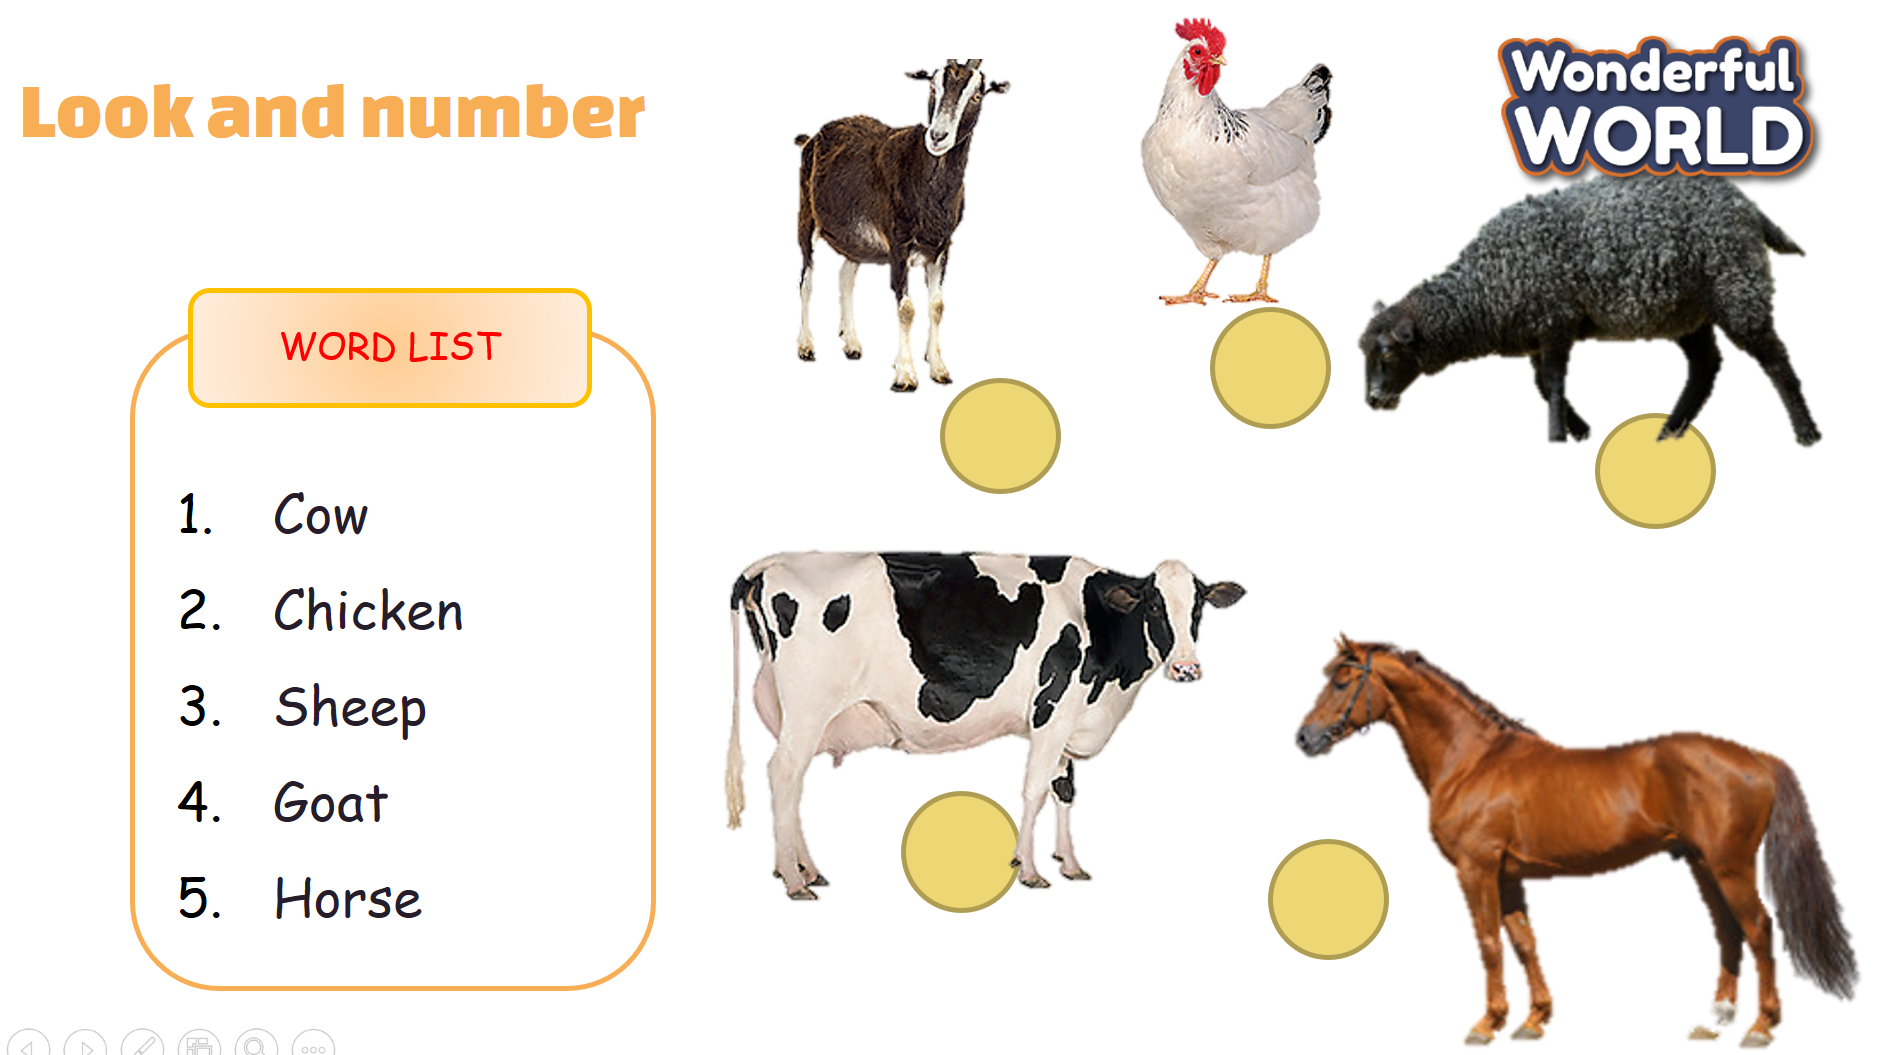 Look and number
Wonderful
WORLD
WORD LIST
1. Cow
2. Chicken
3. Sheep
4. Goat
5. Horse